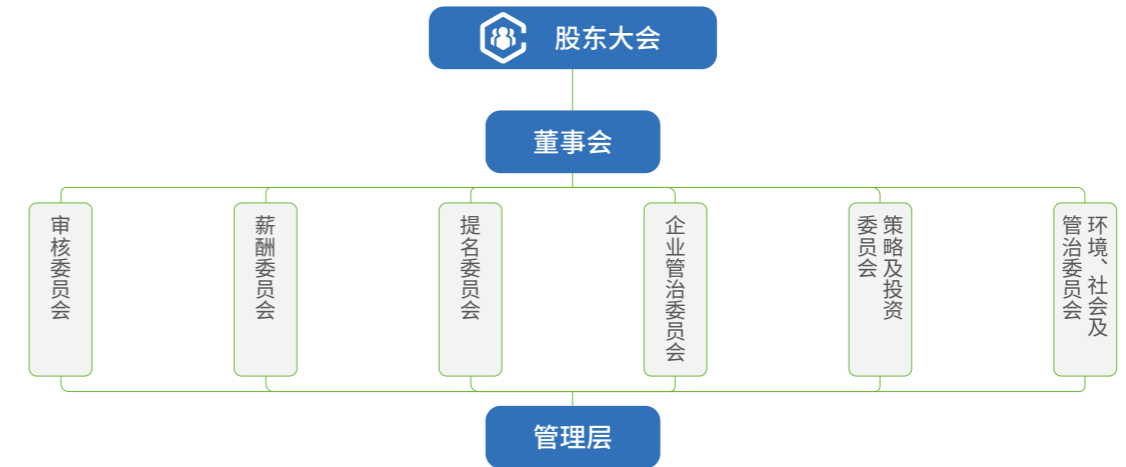 股东大会
董事会
审核委员会
薪酬委员会
提名委员会
企业管治委员会
策略及投资
委员会
环境、社会及
管治委员会
管理层